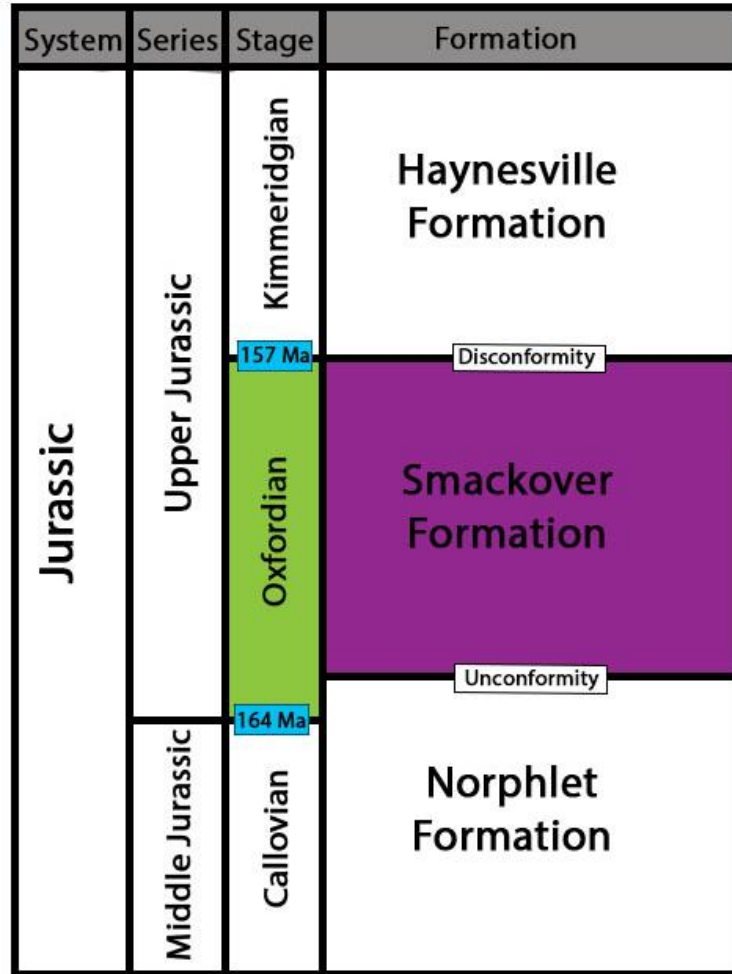 System Series Stage Formation
Jurassic
Upper Jurassic
Middle Jurassic
Kimmeridgian
157 Ma
Oxfordian
164 Ma
Callovian
Haynesville
Formation
Disconformity
Smackover
Formation
Unconformity
Norphlet
Formation